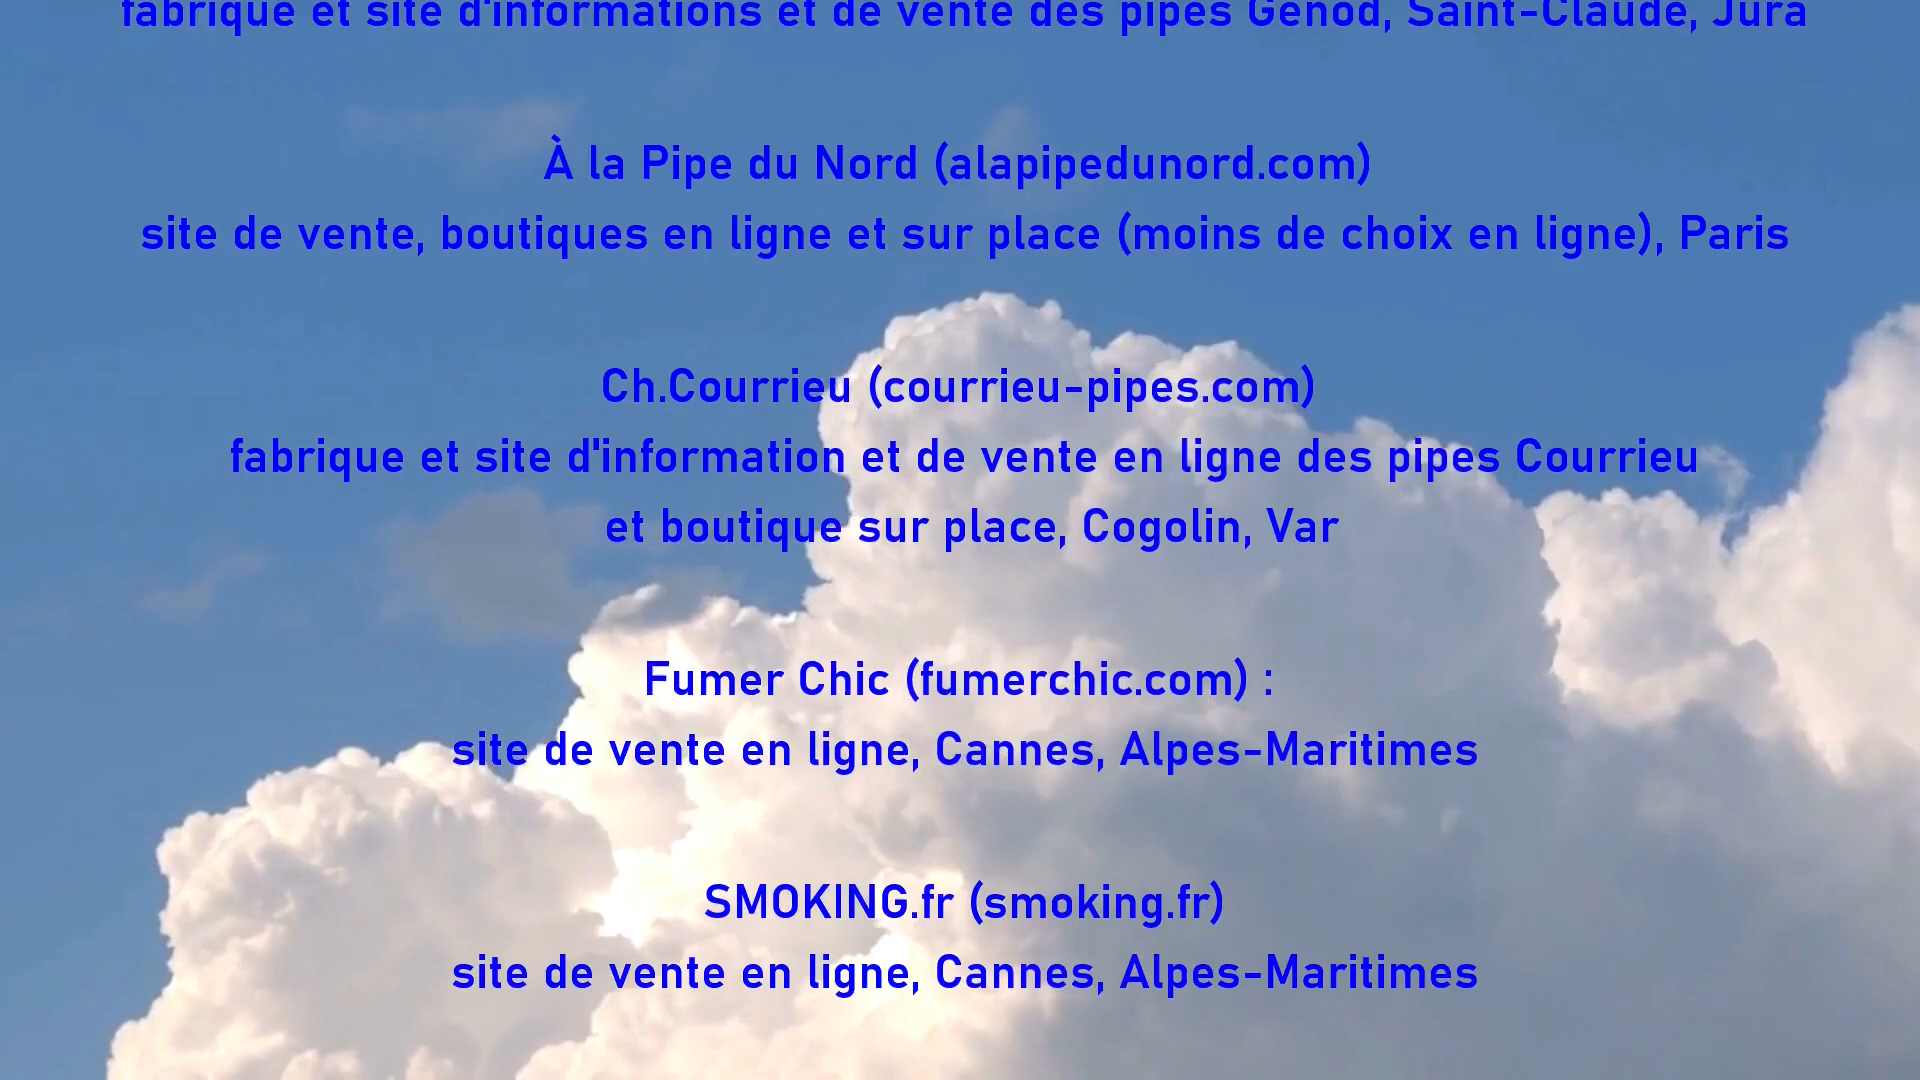 fabrique et site d'informations et de vente des pipes Genod, Saint-Claude, Jura
À la Pipe du Nord (alapipedunord.com)
site de vente, boutiques en ligne et sur place (moins de choix en ligne), Paris
Ch.Courrieu (courrieu-pipes.com)
fabrique et site d'information et de vente en ligne des pipes Courrieu
et boutique sur place, Cogolin, Var
Fumer Chic (fumerchic.com) :
site de vente en ligne, Cannes, Alpes-Maritimes
SMOKING.fr (smoking.fr)
site de vente en ligne, Cannes, Alpes-Maritimes